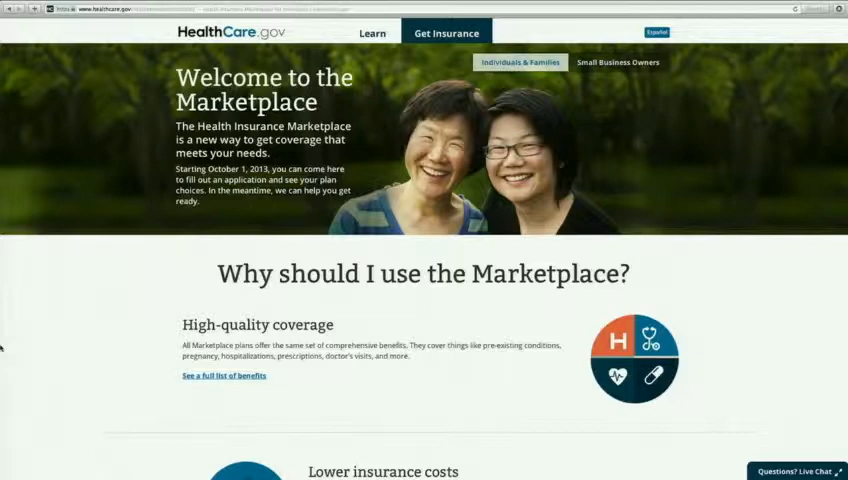 https www.healthcare.gov
HealthCare.gov
Learn
Get Insurance
Español
Individuals & Families
Small Business Owners
Welcome to the
Marketplace
The Health Insurance Marketplace
is a new way to get coverage that
meets your needs.
Starting October 1, 2013, you can come here
to fill out an application and see your plan
choices. In the meantime, we can help you get
ready.
Why should I use the Marketplace?
High-quality coverage
All Marketplace plans offer the same set of comprehensive benefits. They cover things like pre-existing conditions,
pregnancy, hospitalizations, prescriptions, doctor's visits, and more.
See a full list of benefits
H
Lower insurance costs
Questions? Live Chat